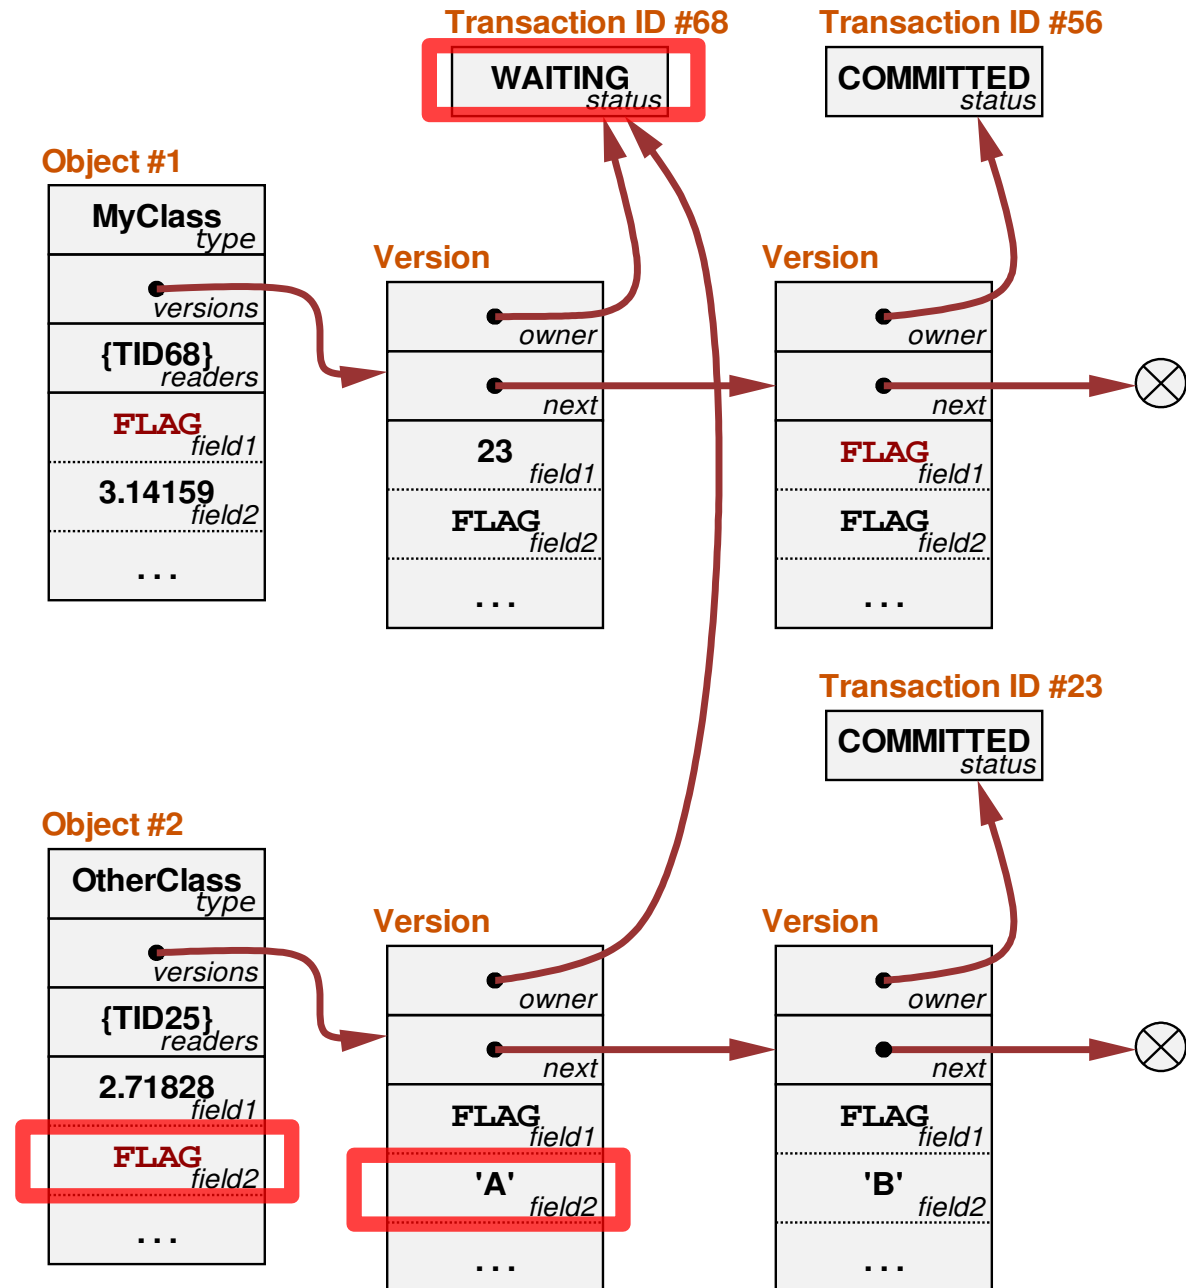 Transaction ID #68
WAITING
status
Transaction ID #56
COMMITTED
status
Object #1
MyClass
type
versions
{TID68}
readers
FLAG
field1
3.14159
field2
...
Version
owner
next
23
field1
FLAG
field2
...
Version
owner
next
FLAG
field1
FLAG
field2
...
Transaction ID #23
COMMITTED
status
Object #2
OtherClass
type
versions
{TID25}
readers
2.71828
field1
FLAG
field2
...
Version
owner
next
FLAG
field1
'A'
field2
...
Version
owner
next
FLAG
field1
'B'
field2
...